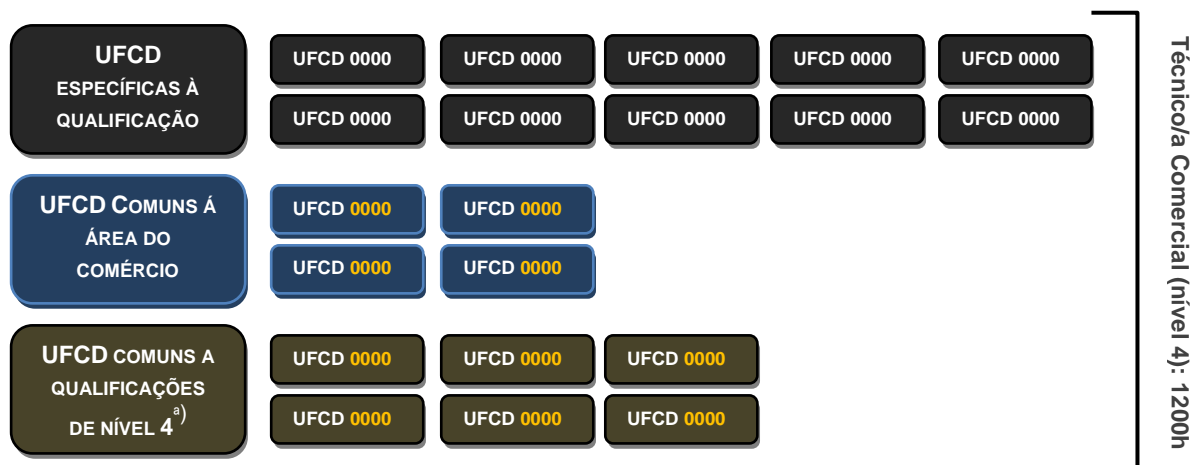 UFCD
ESPECÍFICAS À
QUALIFICAÇÃO
UFCD 0000 UFCD 0000 UFCD 0000 UFCD 0000 UFCD 0000
UFCD 0000 UFCD 0000 UFCD 0000 UFCD 0000 UFCD 0000
UFCD COMUNS Á
ÁREA DO
COMÉRCIO
UFCD 0000 UFCD 0000
UFCD 0000 UFCD 0000
UFCD COMUNS A
QUALIFICAÇÕES
DE NÍVEL 4 a)
UFCD 0000 UFCD 0000 UFCD 0000
UFCD 0000 UFCD 0000 UFCD 0000
Técnico/a Comercial (nível 4): 1200h